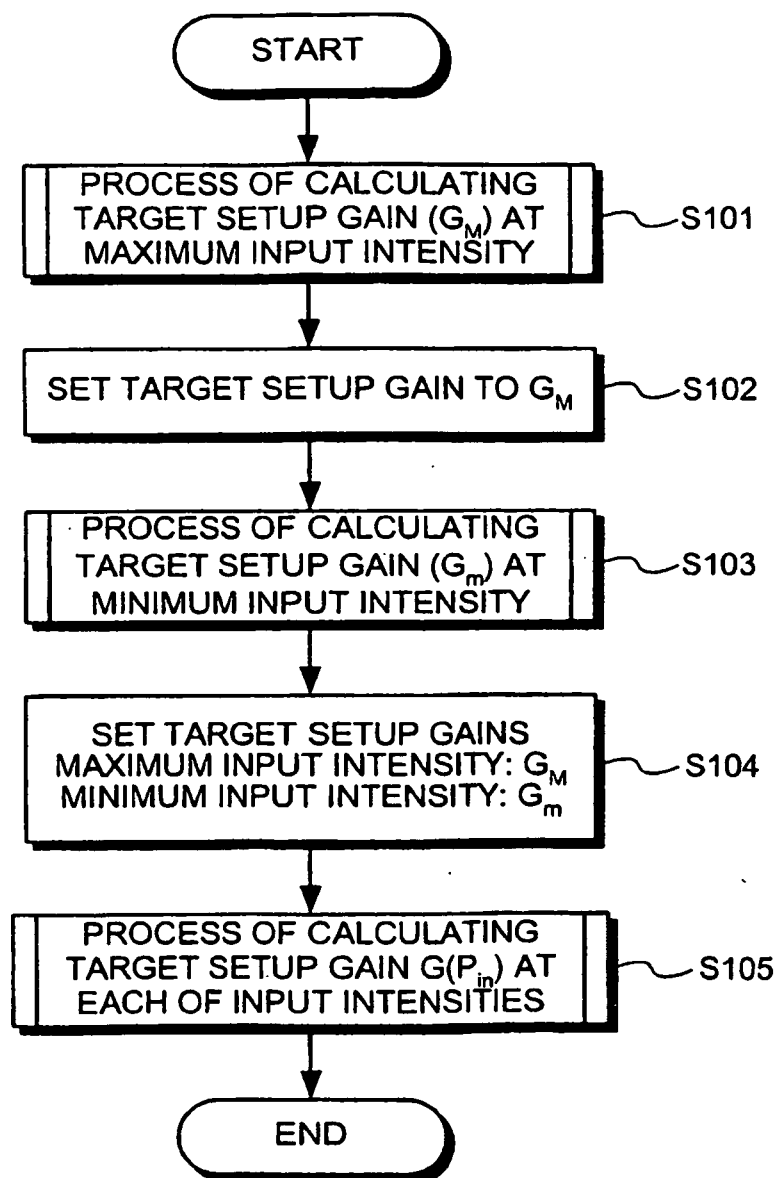 START
PROCESS OF CALCULATING
TARGET SETUP GAIN (G_M) AT
MAXIMUM INPUT INTENSITY
S101
SET TARGET SETUP GAIN TO G_M
S102
PROCESS OF CALCULATING
TARGET SETUP GAIN (G_m) AT
MINIMUM INPUT INTENSITY
S103
SET TARGET SETUP GAINS
MAXIMUM INPUT INTENSITY: G_M
MINIMUM INPUT INTENSITY: G_m
S104
PROCESS OF CALCULATING
TARGET SETUP GAIN G(P_in) AT
EACH OF INPUT INTENSITIES
S105
END